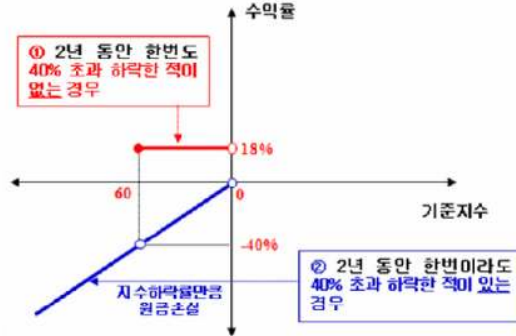 수익률
① 2년 동안 한번도
40% 초과 하락한 적이
없는 경우
18%
60
0
기준지수
-40%
지수하락률만큼
원금손실
② 2년 동안 한번이라도
40% 초과 하락한 적이 있는
경우